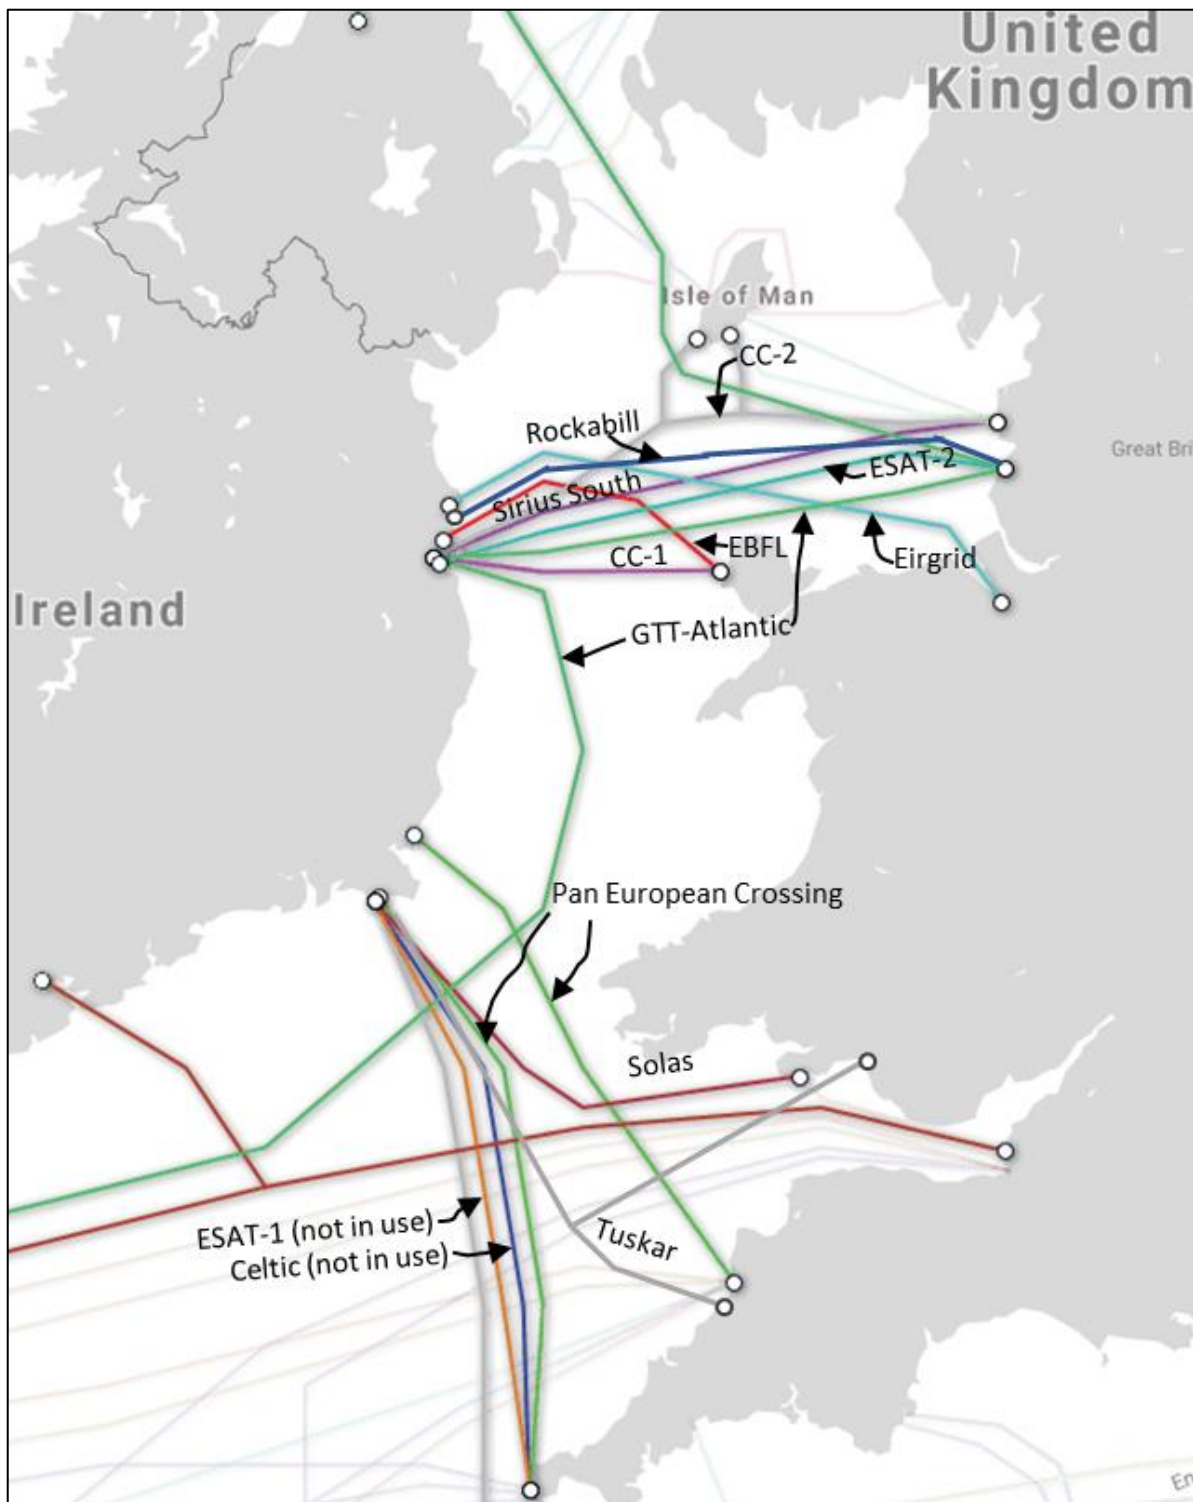 United
Kingdom
Isle of Man
CC-2
Rockabill
Great Bri
ESAT-2
Sirius South
EBFL
CC-1
Eirgrid
Ireland
GTT-Atlantic
Pan European Crossing
Solas
ESAT-1 (not in use)
Tuskar
Celtic (not in use)
En